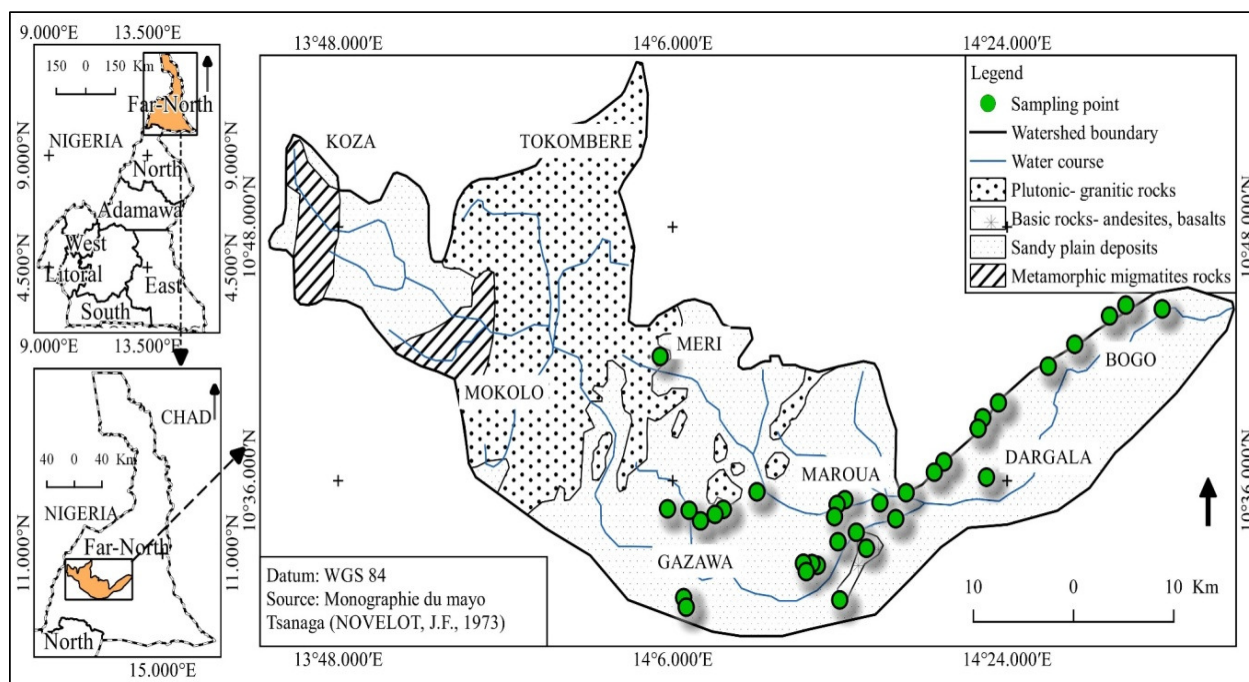 9.000°E 13.500°E
150 0 150 Km
Far-North
NIGERIA
North
Adamawa
West
Litoral
East
South
9.000°N
4.500°N
9.000°N
4.500°N
9.000°E 13.500°E
CHAD
40 0 40 Km
NIGERIA
Far-North
North
11.000°N
11.000°N
15.000°E
13°48.000′E 14°6.000′E 14°24.000′E
10°48.000′N
10°36.000′N
KOZA
TOKOMBERE
MERI
MOKOLO
BOGO
DARGALA
MAROUA
GAZAWA
Legend
Sampling point
Watershed boundary
Water course
Plutonic- granitic rocks
Basic rocks- andesites, basalts
Sandy plain deposits
Metamorphic migmatites rocks
10°48.000′N
10°36.000′N
Datum: WGS 84
Source: Monographie du mayo
Tsanaga (NOVELOT, J.F., 1973)
10 0 10 Km
13°48.000′E 14°6.000′E 14°24.000′E